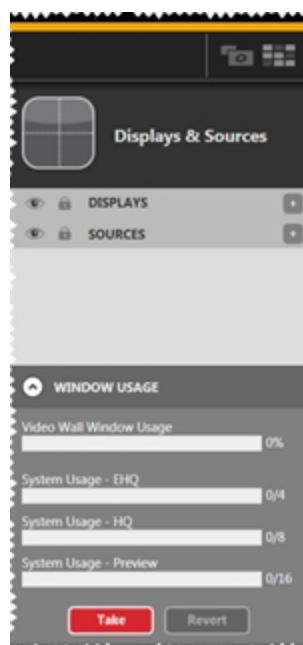 Displays & Sources
DISPLAYS
SOURCES
WINDOW USAGE
Video Wall Window Usage
0%
System Usage - EHQ
0/4
System Usage - HQ
0/8
System Usage - Preview
0/16
Take Revert